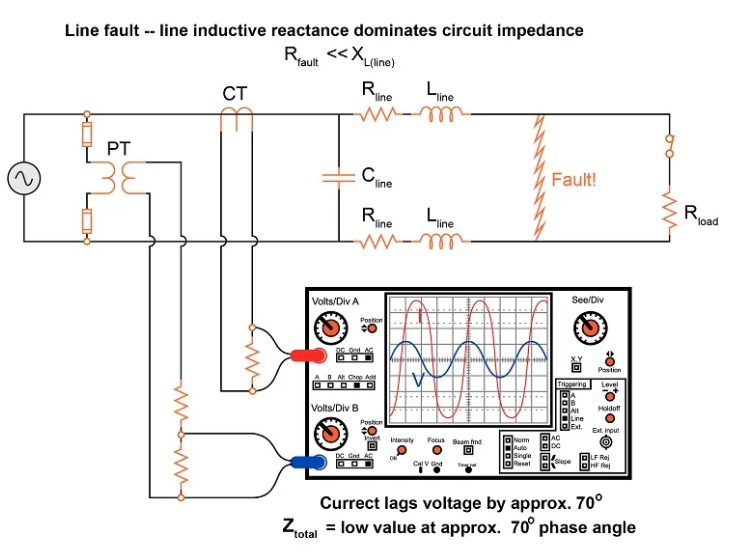 Line fault -- line inductive reactance dominates circuit impedance
Rfault << XL(line)
CT
Rline
Lline
PT
Cline
Fault!
Rline
Lline
Rload
Volts/Div A
Position
DC Gnd AC
A B Alt Chop Add
Volts/Div B
Position
Invert
DC Gnd AC
I
V
Intensity
Focus
Beam find
Off
Cal V Gnd
Norm
Auto
Single
Reset
AC
DC
Slope
LF Rej
HF Rej
See/Div
X.Y
Position
Triggering
A
B
Alt
Line
Ext.
Level
- +
Holdoff
Ext. input
Currect lags voltage by approx. 70°
Ztotal = low value at approx. 70° phase angle